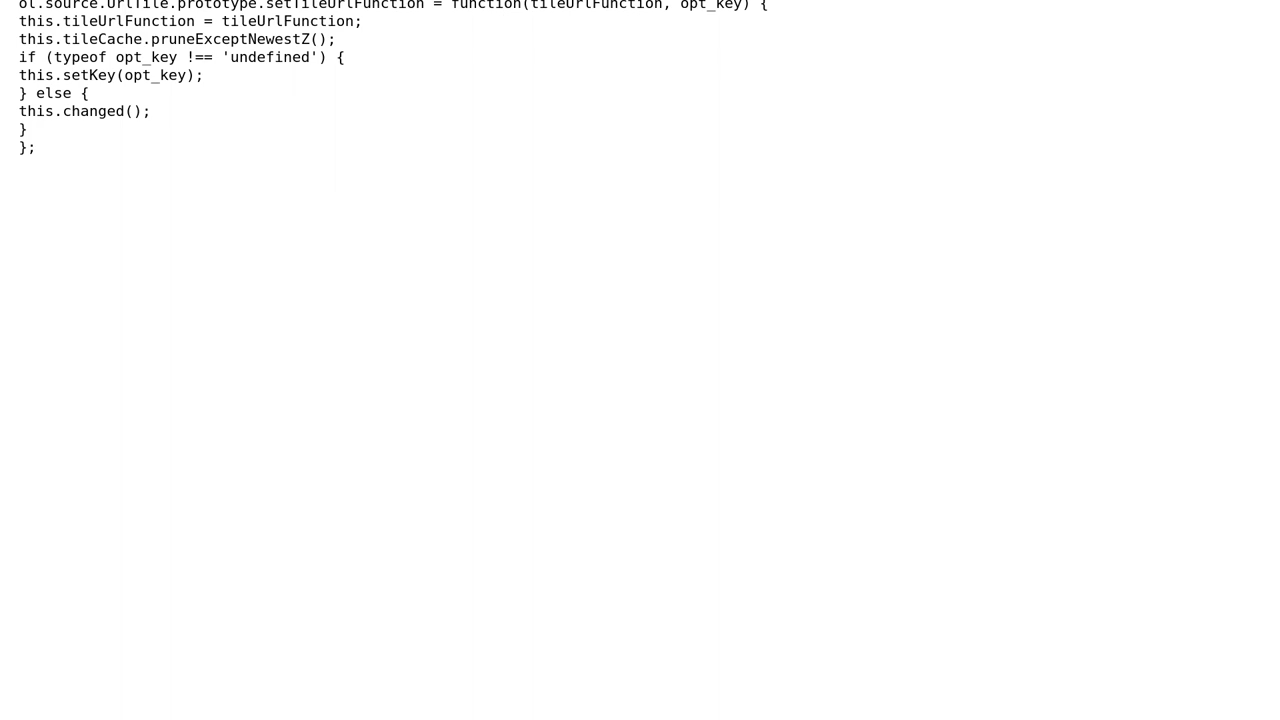 ol.source.UrlTile.prototype.setTileUrlFunction = function(tileUrlFunction, opt_key) {
this.tileUrlFunction = tileUrlFunction;
this.tileCache.pruneExceptNewestZ();
if (typeof opt_key !== 'undefined') {
this.setKey(opt_key);
} else {
this.changed();
}
};